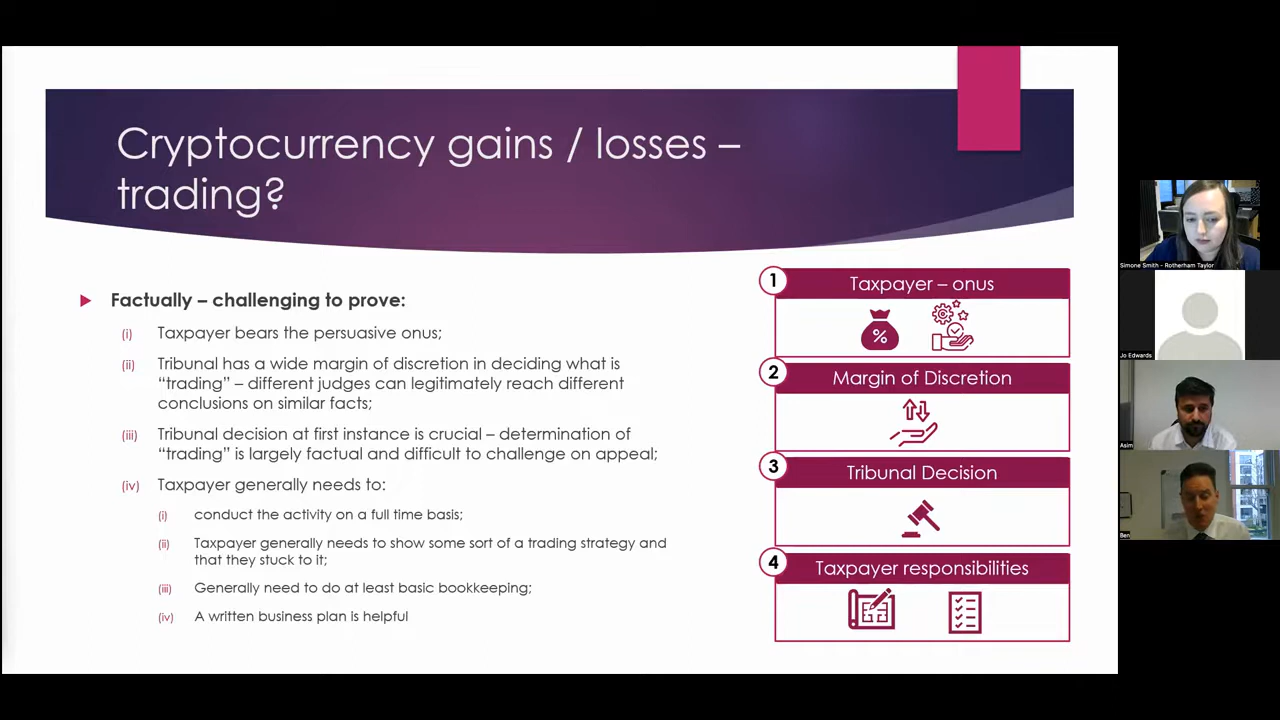 Cryptocurrency gains / losses –
trading?
Factually – challenging to prove:
(i) Taxpayer bears the persuasive onus;
(ii) Tribunal has a wide margin of discretion in deciding what is
“trading” – different judges can legitimately reach different
conclusions on similar facts;
(iii) Tribunal decision at first instance is crucial – determination of
“trading” is largely factual and difficult to challenge on appeal;
(iv) Taxpayer generally needs to:
(i) conduct the activity on a full time basis;
(ii) Taxpayer generally needs to show some sort of a trading strategy and
that they stuck to it;
(iii) Generally need to do at least basic bookkeeping;
(iv) A written business plan is helpful
1 Taxpayer – onus
%
2 Margin of Discretion
3 Tribunal Decision
4 Taxpayer responsibilities
Simone Smith - Rotherham Taylor
Jo Edwards
Asim
Ben